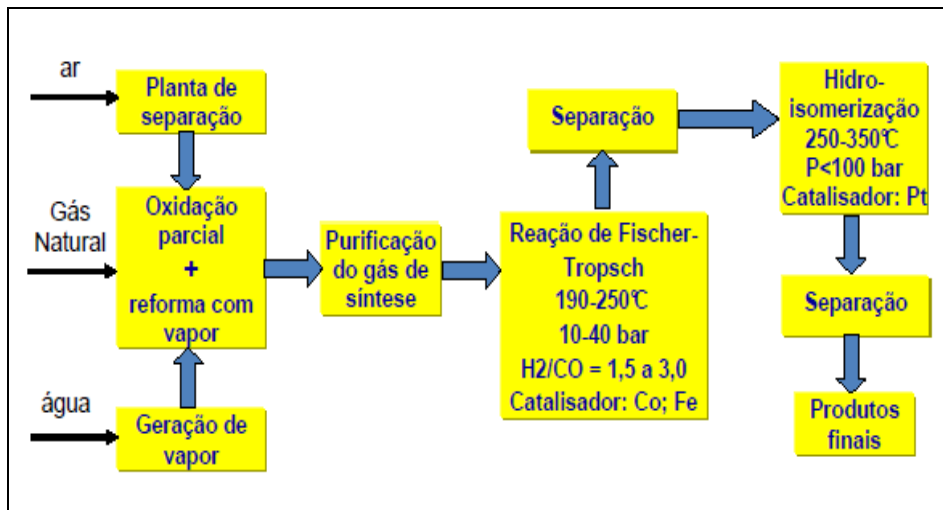 ar
Planta de
separação
Gás
Natural
Oxidação
parcial
+
reforma com
vapor
água
Geração de
vapor
Purificação
do gás de
síntese
Reação de Fischer-
Tropsch
190-250°C
10-40 bar
H2/CO = 1,5 a 3,0
Catalisador: Co; Fe
Separação
Hidro-
isomerização
250-350°C
P<100 bar
Catalisador: Pt
Separação
Produtos
finais